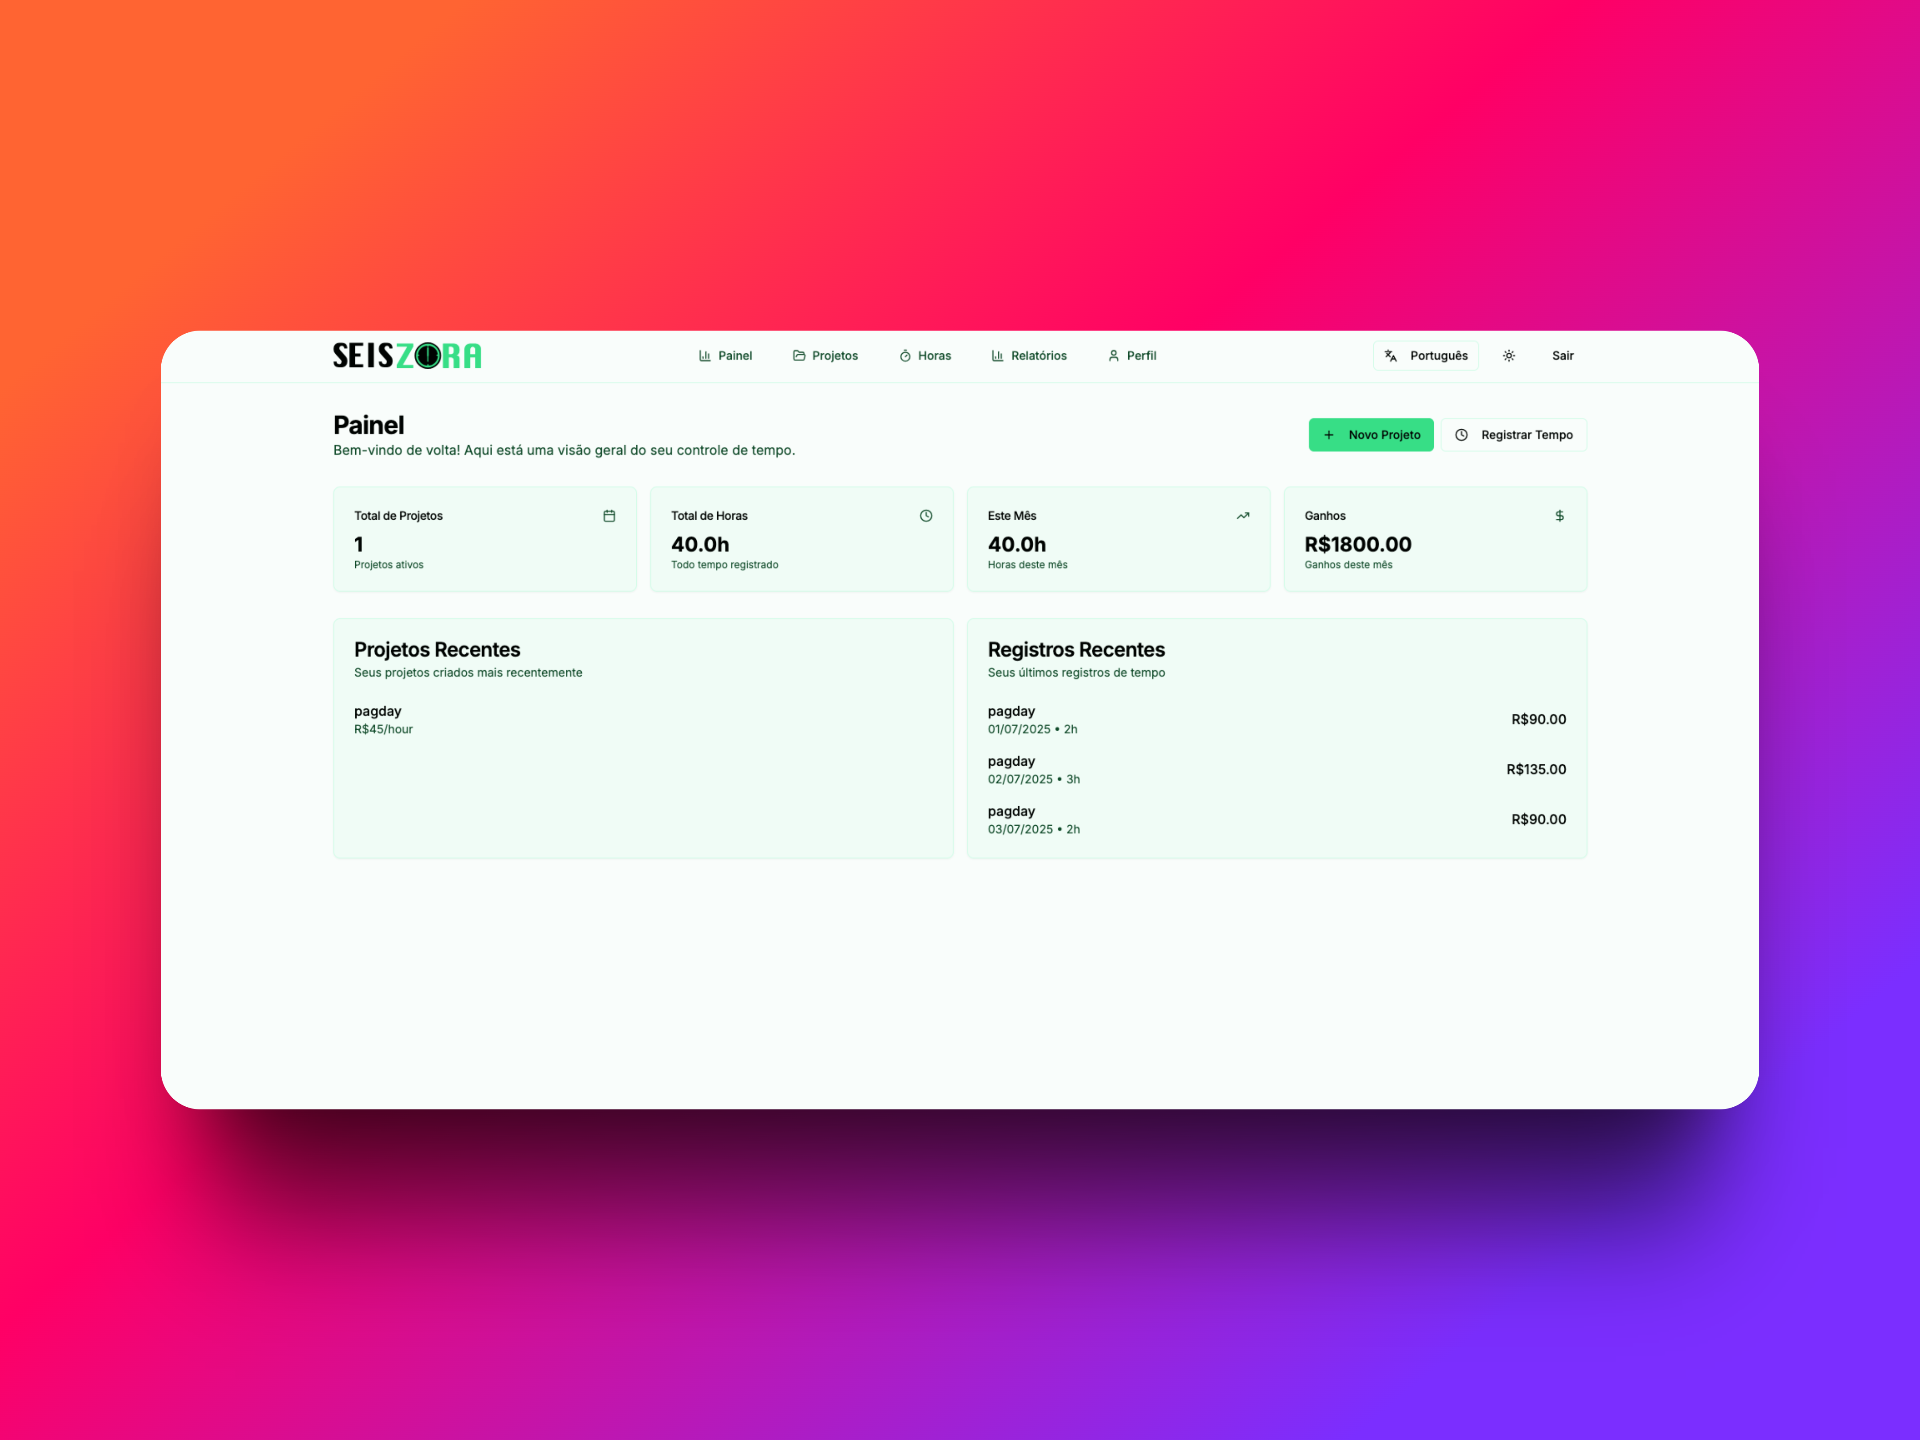 SEISZORA
Painel
Projetos
Horas
Relatórios
Perfil
Português
Sair
Painel
Bem-vindo de volta! Aqui está uma visão geral do seu controle de tempo.
Novo Projeto
Registrar Tempo
Total de Projetos
1
Projetos ativos
Total de Horas
40.0h
Todo tempo registrado
Este Mês
40.0h
Horas deste mês
Ganhos
R$1800.00
Ganhos deste mês
Projetos Recentes
Seus projetos criados mais recentemente
pagday
R$45/hour
Registros Recentes
Seus últimos registros de tempo
pagday
01/07/2025 • 2h
R$90.00
pagday
02/07/2025 • 3h
R$135.00
pagday
03/07/2025 • 2h
R$90.00